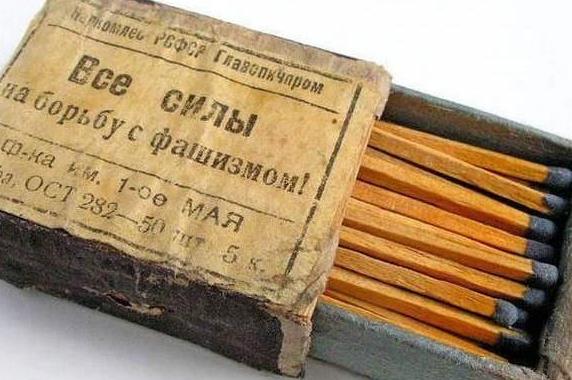 Наркомлес РСФСР Главспичпром
Все силы
на борьбу с фашизмом!
ф-ка им. 1-ое МАЯ
ОСТ 282—50 шт. 5 к.